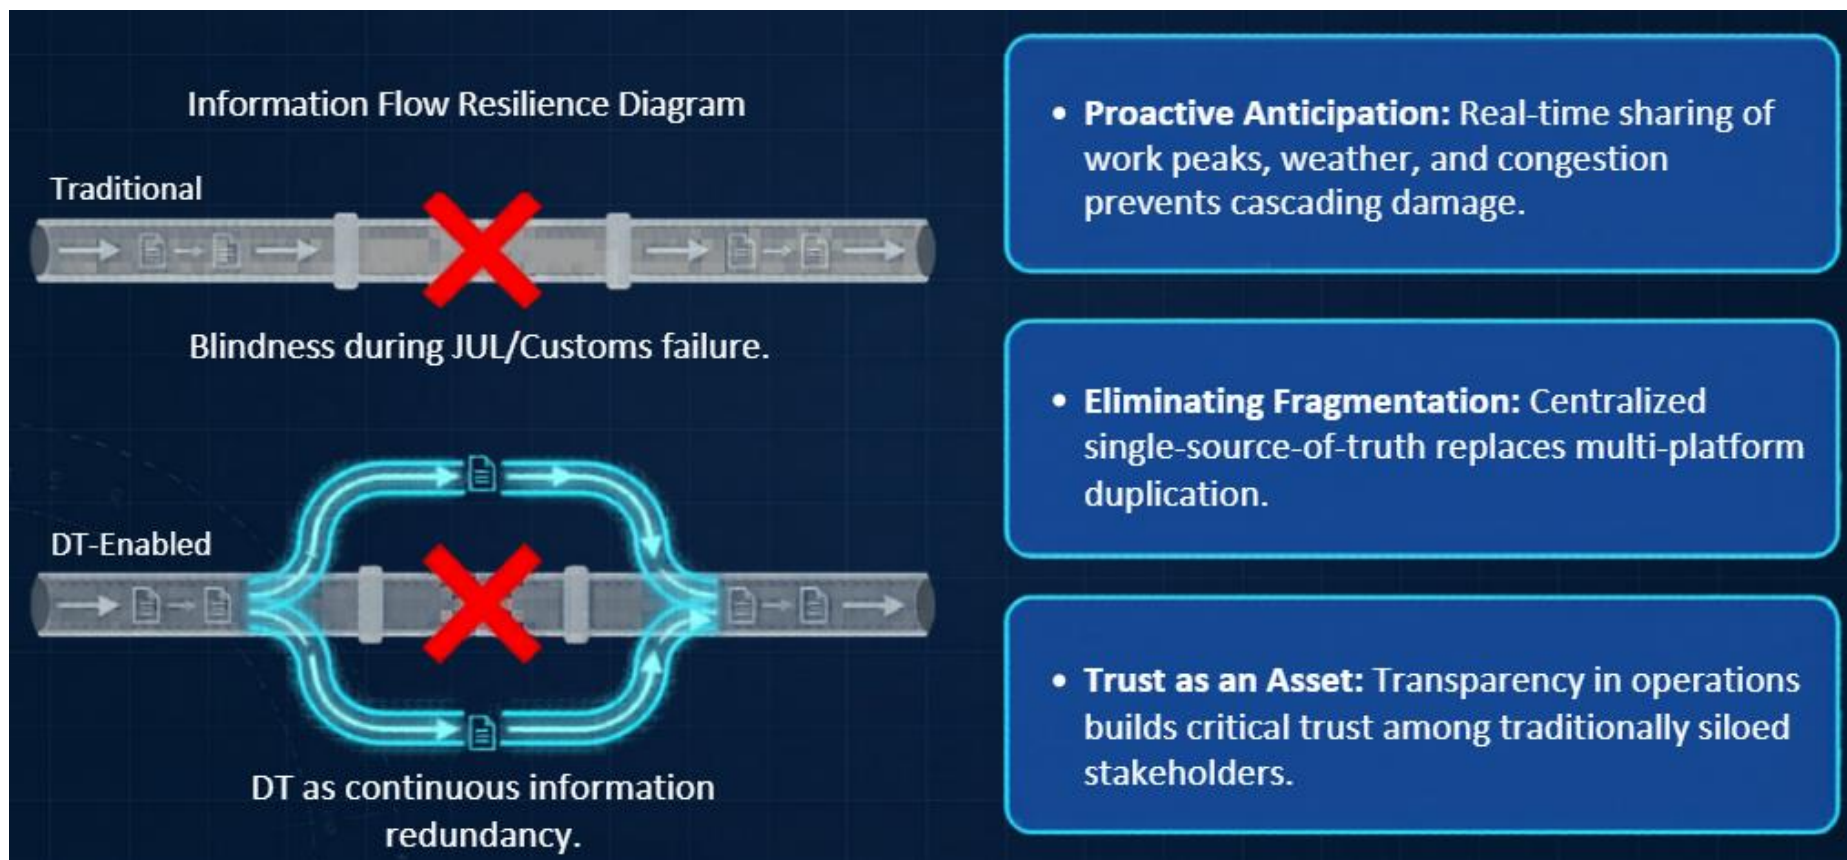 Information Flow Resilience Diagram
Traditional
Blindness during JUL/Customs failure.
DT-Enabled
DT as continuous information
redundancy.
• Proactive Anticipation: Real-time sharing of
work peaks, weather, and congestion
prevents cascading damage.
• Eliminating Fragmentation: Centralized
single-source-of-truth replaces multi-platform
duplication.
• Trust as an Asset: Transparency in operations
builds critical trust among traditionally siloed
stakeholders.